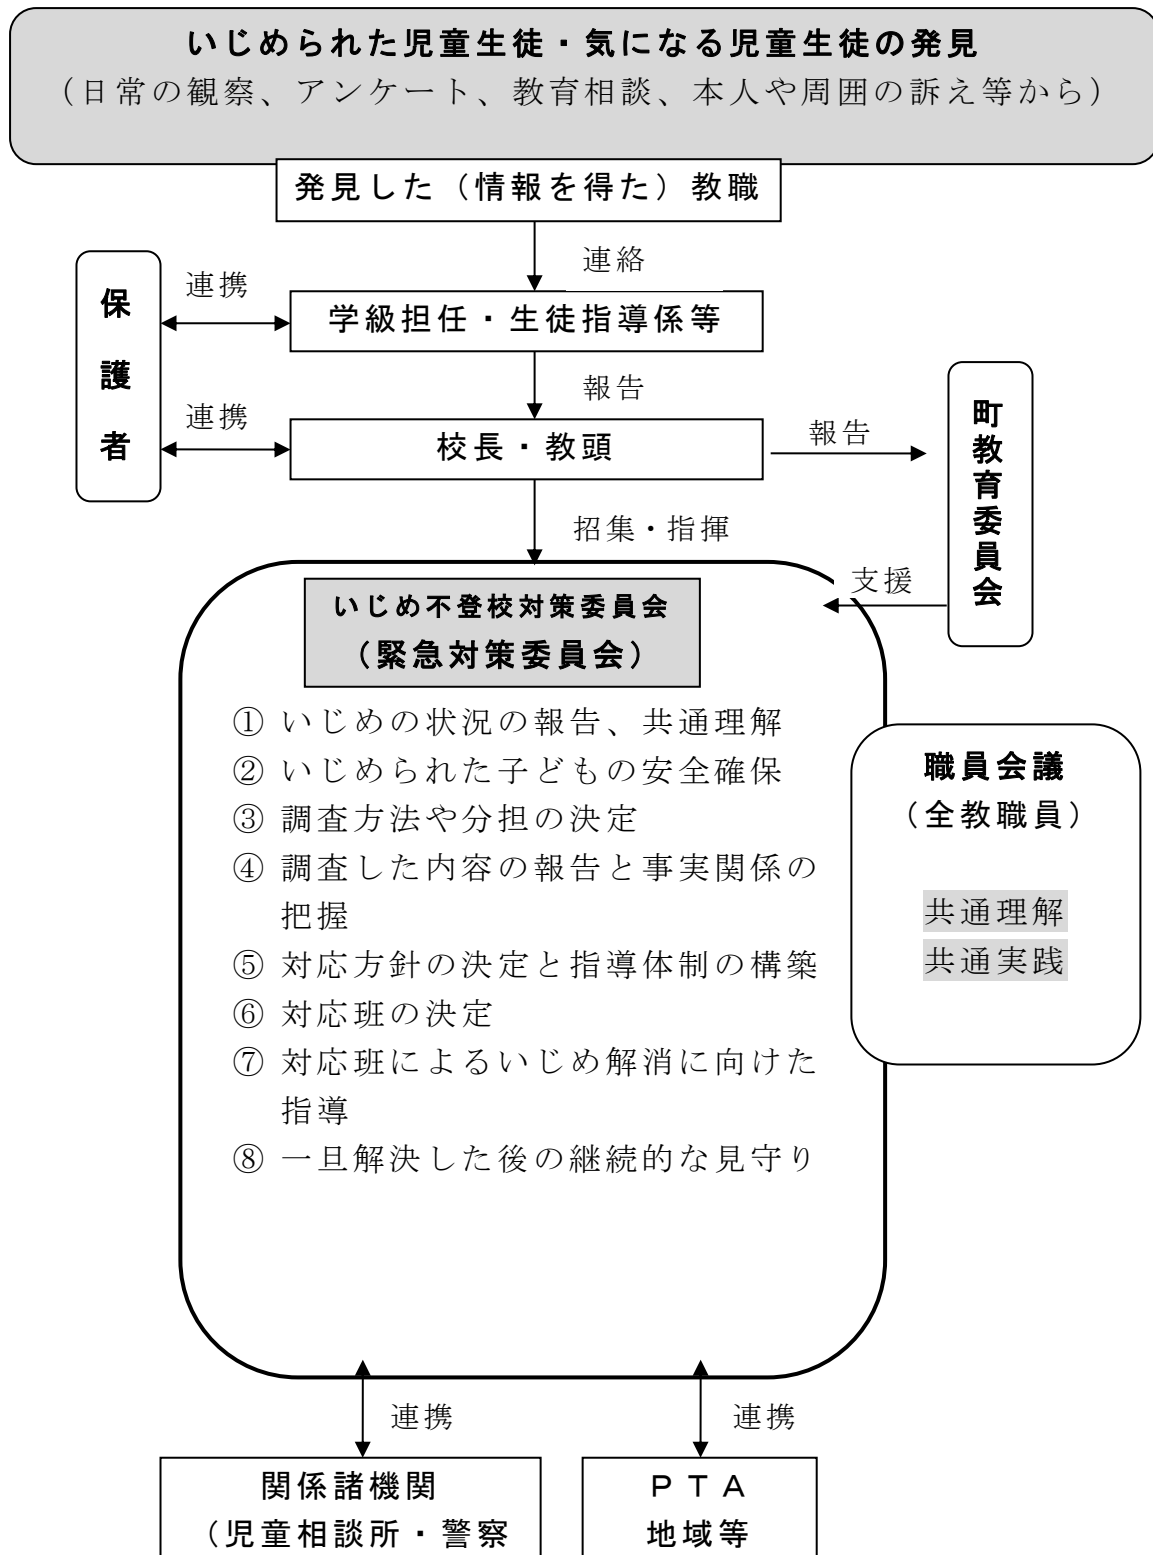 いじめられた児童生徒・気になる児童生徒の発見
（日常の観察、アンケート、教育相談、本人や周囲の訴え等から）
発見した（情報を得た）教職
連絡
保護者
連携
学級担任・生徒指導係等
報告
連携
校長・教頭
報告
町教育委員会
招集・指揮
支援
いじめ不登校対策委員会
（緊急対策委員会）
① いじめの状況の報告、共通理解
② いじめられた子どもの安全確保
③ 調査方法や分担の決定
④ 調査した内容の報告と事実関係の
把握
⑤ 対応方針の決定と指導体制の構築
⑥ 対応班の決定
⑦ 対応班によるいじめ解消に向けた
指導
⑧ 一旦解決した後の継続的な見守り
職員会議
（全教職員）
共通理解
共通実践
連携
連携
関係諸機関
（児童相談所・警察
ＰＴＡ
地域等